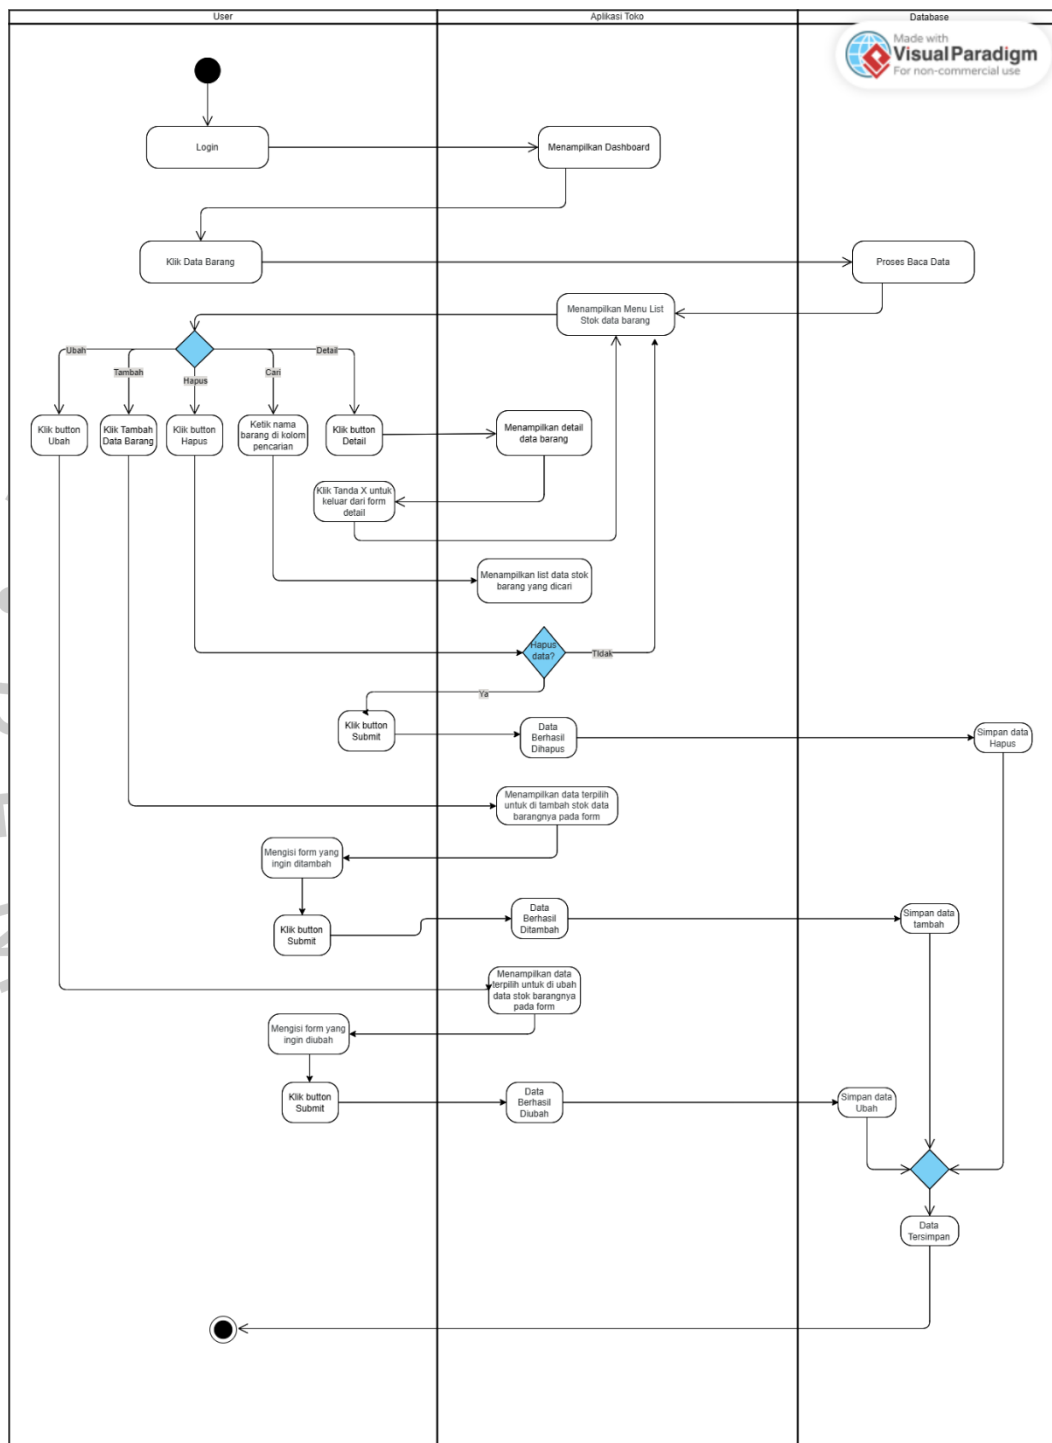 User
Aplikasi Toko
Database
Made with
Visual Paradigm
For non-commercial use
Login
Menampilkan Dashboard
Klik Data Barang
Proses Baca Data
Menampilkan Menu List
Stok data barang
Ubah
Tambah
Hapus
Cari
Detail
Klik button
Ubah
Klik Tambah
Data Barang
Klik button
Hapus
Ketik nama
barang di kolom
pencarian
Klik button
Detail
Menampilkan detail
data barang
Klik Tanda X untuk
keluar dari form
detail
Menampilkan list data stok
barang yang dicari
Hapus
data?
Tidak
Ya
Klik button
Submit
Data
Berhasil
Dihapus
Simpan data
Hapus
Menampilkan data terpilih
untuk di tambah stok data
barangnya pada form
Mengisi form yang
ingin ditambah
Klik button
Submit
Data
Berhasil
Ditambah
Simpan data
tambah
Menampilkan data
terpilih untuk di ubah
data stok barangnya
pada form
Mengisi form yang
ingin diubah
Klik button
Submit
Data
Berhasil
Diubah
Simpan data
Ubah
Data
Tersimpan